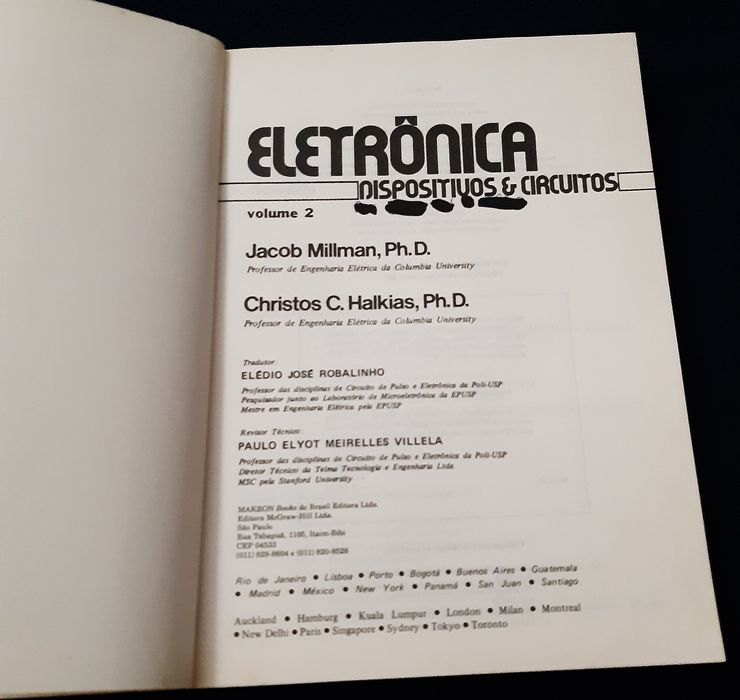 ELETRÔNICA
DISPOSITIVOS & CIRCUITOS
volume 2
Jacob Millman, Ph.D.
Professor de Engenharia Elétrica da Columbia University
Christos C. Halkias, Ph.D.
Professor de Engenharia Elétrica da Columbia University
Tradutor:
ELÉDIO JOSÉ ROBALINHO
Professor das disciplinas de Circuito de Pulso e Eletrônica da Poli-USP
Pesquisador junto ao Laboratório de Microeletrônica da EPUSP
Mestre em Engenharia Elétrica pela EPUSP
Revisor Técnico:
PAULO ELYOT MEIRELLES VILLELA
Professor das disciplinas de Circuito de Pulso e Eletrônica da Poli-USP
Diretor Técnico da Telma Tecnologia e Engenharia Ltda.
MSC pela Stanford University
MAKRON Books do Brasil Editora Ltda.
Editora McGraw-Hill Ltda.
São Paulo
Rua Tabapuã, 1105, Itaim-Bibi
CEP 04533
(011) 829-8604 e (011) 820-8528
Rio de Janeiro • Lisboa • Porto • Bogotá • Buenos Aires • Guatemala
• Madrid • México • New York • Panamá • San Juan • Santiago
Auckland • Hamburg • Kuala Lumpur • London • Milan • Montreal
• New Delhi • Paris • Singapore • Sydney • Tokyo • Toronto